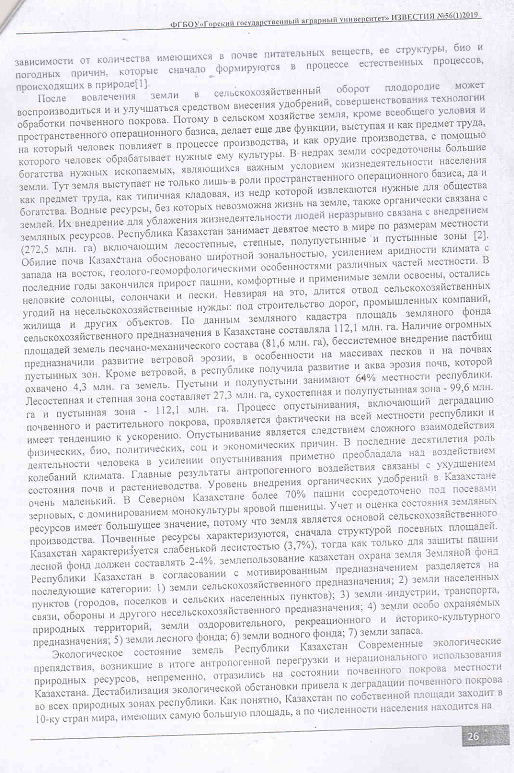 ФГБОУ«Горский государственный аграрный университет» ИЗВЕСТИЯ №56(1)2019
зависимости от количества имеющихся в почве питательных веществ, ее структуры, био и
погодных причин, которые сначало формируются в процессе естественных процессов,
происходящих в природе[1].
После вовлечения земли в сельскохозяйственный оборот плодородие может
воспроизводиться и и улучшаться средством внесения удобрений, совершенствования технологии
обработки почвенного покрова. Потому в сельском хозяйстве земля, кроме всеобщего условия и
пространственного операционного базиса, делает еще две функции, выступая и как предмет труда,
на который человек повлияет в процессе производства, и как орудие производства, с помощью
которого человек обрабатывает нужные ему культуры. В недрах земли сосредоточены большие
богатства нужных ископаемых, являющихся важным условием жизнедеятельности населения
земли. Тут земля выступает не только лишь в роли пространственного операционного базиса, да и
как предмет труда, как типичная кладовая, из недр которой извлекаются нужные для общества
богатства. Водные ресурсы, без которых невозможна жизнь на земле, также органически связана с
землей. Их внедрение для ублажения жизнедеятельности людей неразрывно связана с внедрением
земляных ресурсов. Республика Казахстан занимает девятое место в мире по размерам местности
(272,5 млн. га) включающим лесостепные, степные, полупустынные и пустынные зоны [2].
Обилие почв Казахстана обосновано широтной зональностью, усилением аридности климата с
запада на восток, геолого-геоморфологическими особенностями различных частей местности. В
последние годы закончился прирост пашни, комфортные и применимые земли освоены, остались
неловкие солонцы, солончаки и пески. Невзирая на это, длится отвод сельскохозяйственных
угодий на несельскохозяйственные нужды: под строительство дорог, промышленных компаний,
жилища и других объектов. По данным земляного кадастра площадь земляного фонда
сельскохозяйственного предназначения в Казахстане составляла 112,1 млн. га. Наличие огромных
площадей земель песчано-механического состава (81,6 млн. га), бессистемное внедрение пастбищ
предназначили развитие ветровой эрозии, в особенности на массивах песков и на почвах
пустынных зон. Кроме ветровой, в республике получила развитие и аква эрозия почв, которой
охвачено 4,3 млн. га земель. Пустыни и полупустыни занимают 64% местности республики.
Лесостепная и степная зона составляет 27,3 млн. га, сухостепная и полупустынная зона - 99,6 млн.
га и пустынная зона - 112,1 млн. га. Процесс опустынивания, включающий деградацию
почвенного и растительного покрова, проявляется фактически на всей местности республики и
имеет тенденцию к ускорению. Опустынивание является следствием сложного взаимодействия
физических, био, политических, соц и экономических причин. В последние десятилетия роль
деятельности человека в усилении опустынивания приметно преобладала над воздействием
колебаний климата. Главные результаты антропогенного воздействия связаны с ухудшением
состояния почв и растениеводства. Уровень внедрения органических удобрений в Казахстане
очень маленький. В Северном Казахстане более 70% пашни сосредоточено под посевами
зерновых, с доминированием монокультуры яровой пшеницы. Учет и оценка состояния земляных
ресурсов имеет большущее значение, потому что земля является основой сельскохозяйственного
производства. Почвенные ресурсы характеризуются, сначала структурой посевных площадей.
Казахстан характеризуется слабенькой лесистостью (3,7%), тогда как только для защиты пашни
лесной фонд должен составлять 2-4%. землепользование казахстан охрана земля Земляной фонд
Республики Казахстан в согласовании с мотивированным предназначением разделяется на
последующие категории: 1) земли сельскохозяйственного предназначения; 2) земли населенных
пунктов (городов, поселков и сельских населенных пунктов); 3) земли индустрии, транспорта,
связи, обороны и другого несельскохозяйственного предназначения; 4) земли особо охраняемых
природных территорий, земли оздоровительного, рекреационного и историко-культурного
предназначения; 5) земли лесного фонда; 6) земли водного фонда; 7) земли запаса.
Экологическое состояние земель Республики Казахстан Современные экологические
препядствия, возникшие в итоге антропогенной перегрузки и нерационального использования
природных ресурсов, непременно, отразились на состоянии почвенного покрова местности
Казахстана. Дестабилизация экологической обстановки привела к деградации почвенного покрова
во всех природных зонах республики. Как понятно, Казахстан по собственной площади заходит в
10-ку стран мира, имеющих самую большую площадь, а по численности населения находится на
26